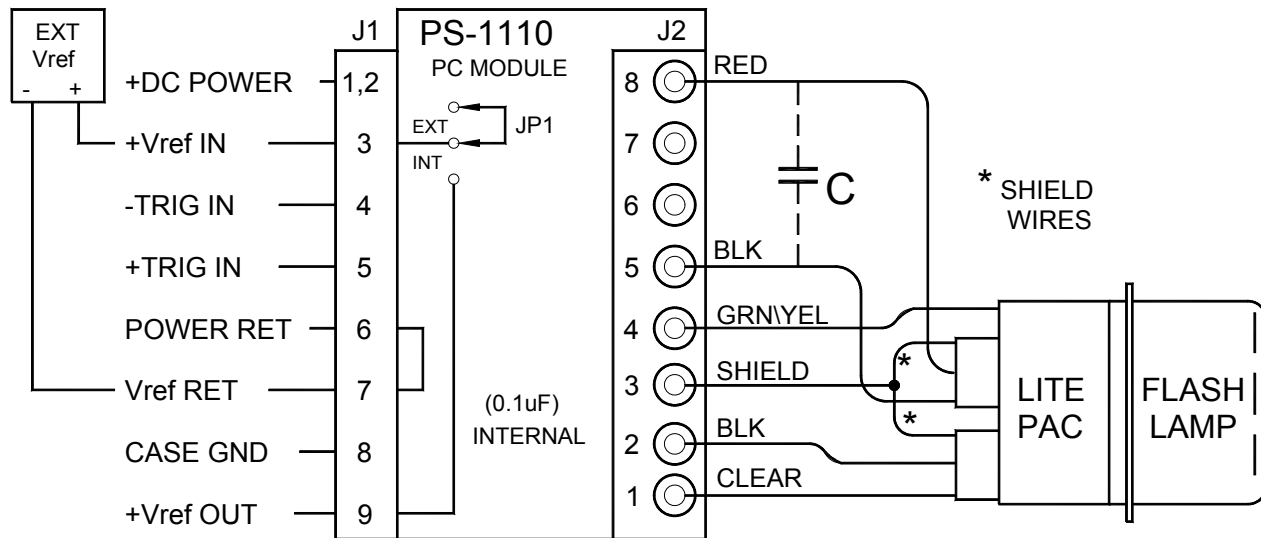 EXT
Vref
- +
J1
PS-1110
PC MODULE
J2
+DC POWER
1,2
+Vref IN
3
-TRIG IN
4
+TRIG IN
5
POWER RET
6
Vref RET
7
CASE GND
8
+Vref OUT
9
EXT
JP1
INT
(0.1uF)
INTERNAL
8
RED
7
6
5
BLK
4
GRN\YEL
3
SHIELD
2
BLK
1
CLEAR
C
* SHIELD
WIRES
*
*
LITE
PAC
FLASH
LAMP